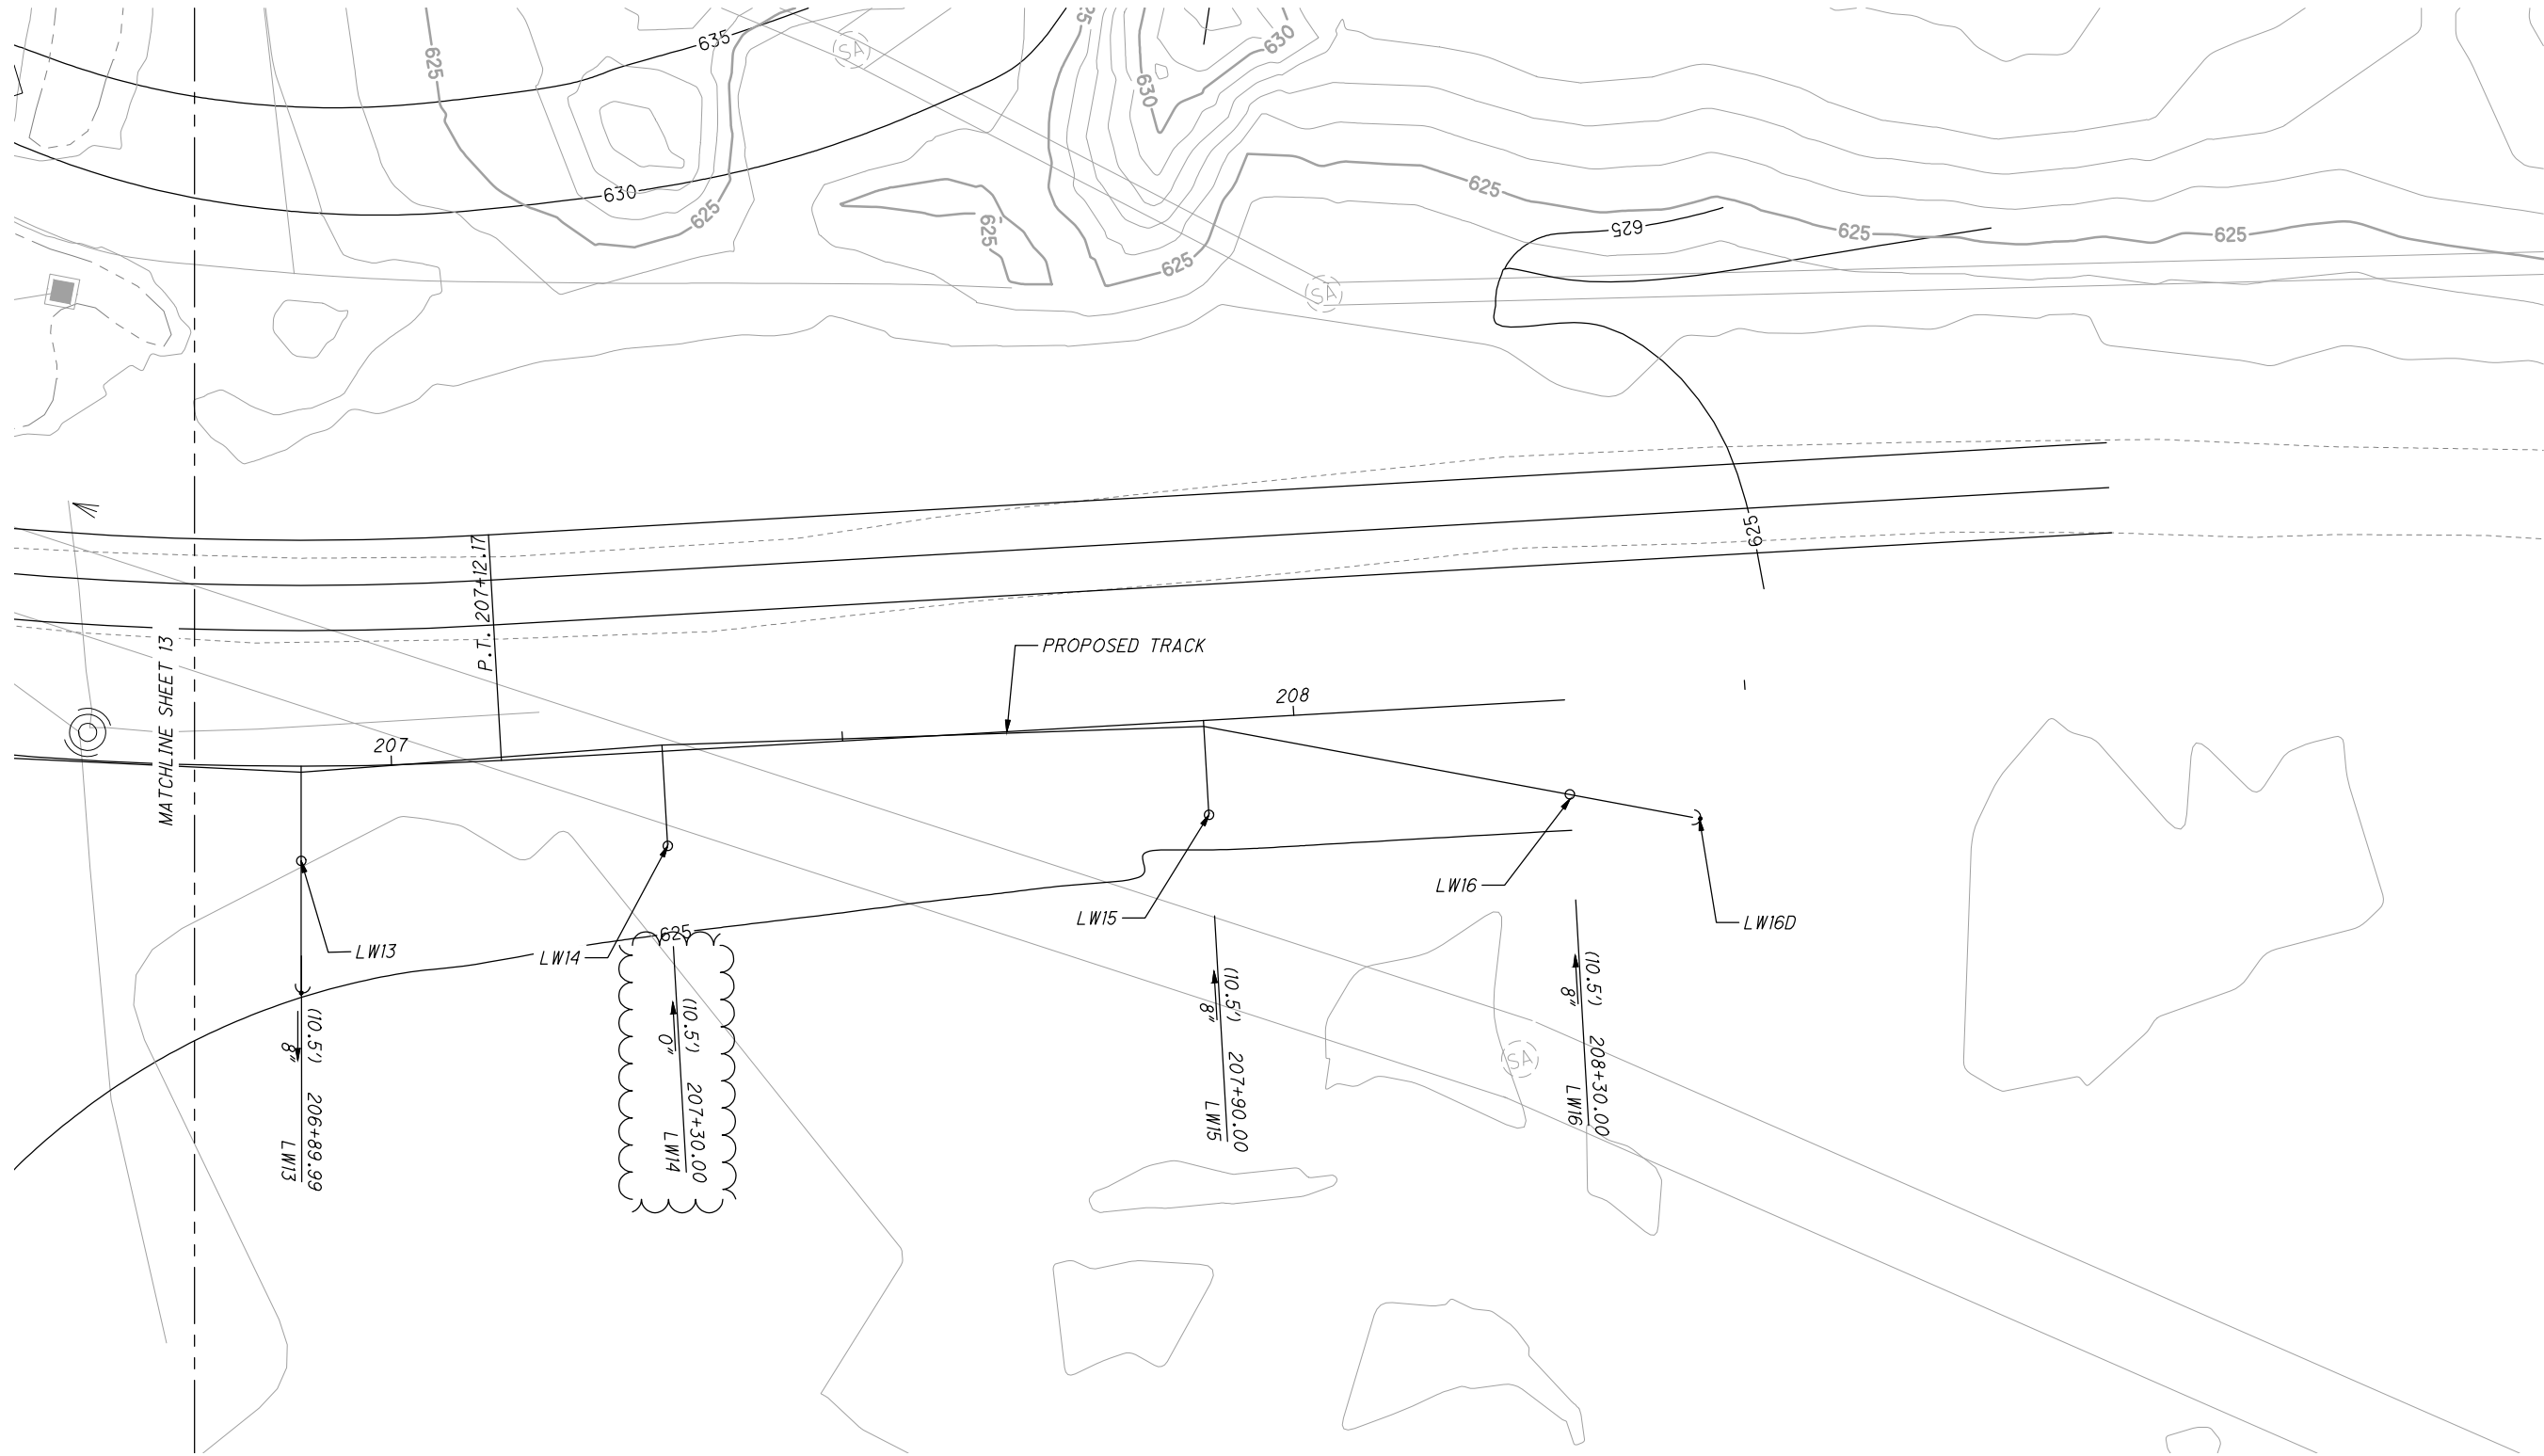 635
625
SA
25
630
630
630
625
625
625
625
625
625
625
625
SA
625
P.T. 207+12.17
MATCHLINE SHEET 13
PROPOSED TRACK
208
207
LW16
LW15
LW16D
LW13
LW14
625
(10.5') 206+89.99
8" LW13
(10.5') 207+30.00
0" LW14
(10.5') 207+90.00
8" LW15
(10.5') 208+30.00
8" LW16
SA